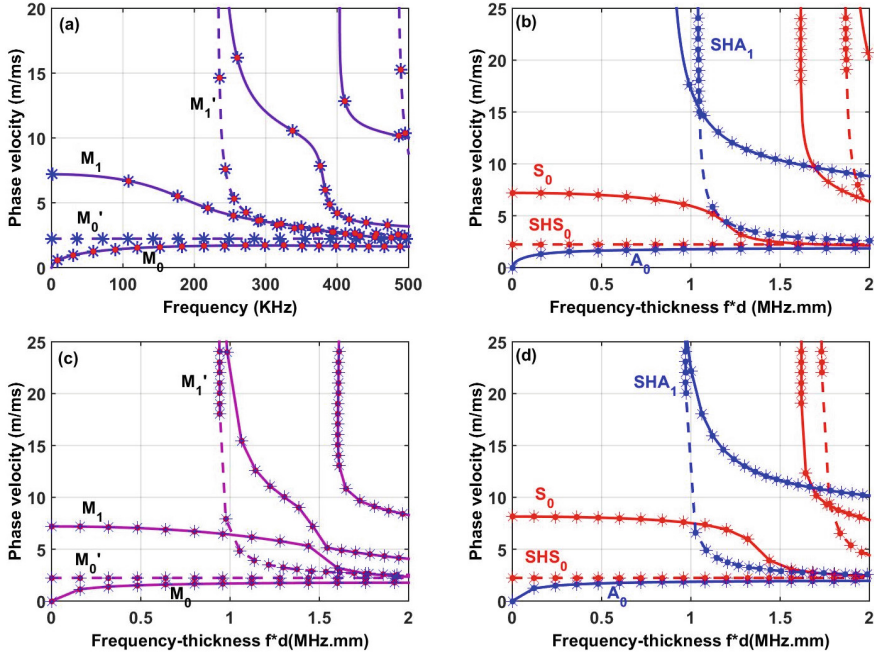 (a)
Phase velocity (m/ms)
20
15
10
5
0
M1'
M1
M0'
M0
0 100 200 300 400 500
Frequency (KHz)
(b)
Phase velocity (m/ms)
25
20
15
10
5
0
SHA1
S0
SHS0
A0
0 0.5 1 1.5 2
Frequency-thickness f*d (MHz.mm)
(c)
Phase velocity (m/ms)
25
20
15
10
5
0
M1'
M1
M0'
M0
0 0.5 1 1.5 2
Frequency-thickness f*d(MHz.mm)
(d)
Phase velocity (m/ms)
25
20
15
10
5
0
SHA1
S0
SHS0
A0
0 0.5 1 1.5 2
Frequency-thickness f*d(MHz.mm)